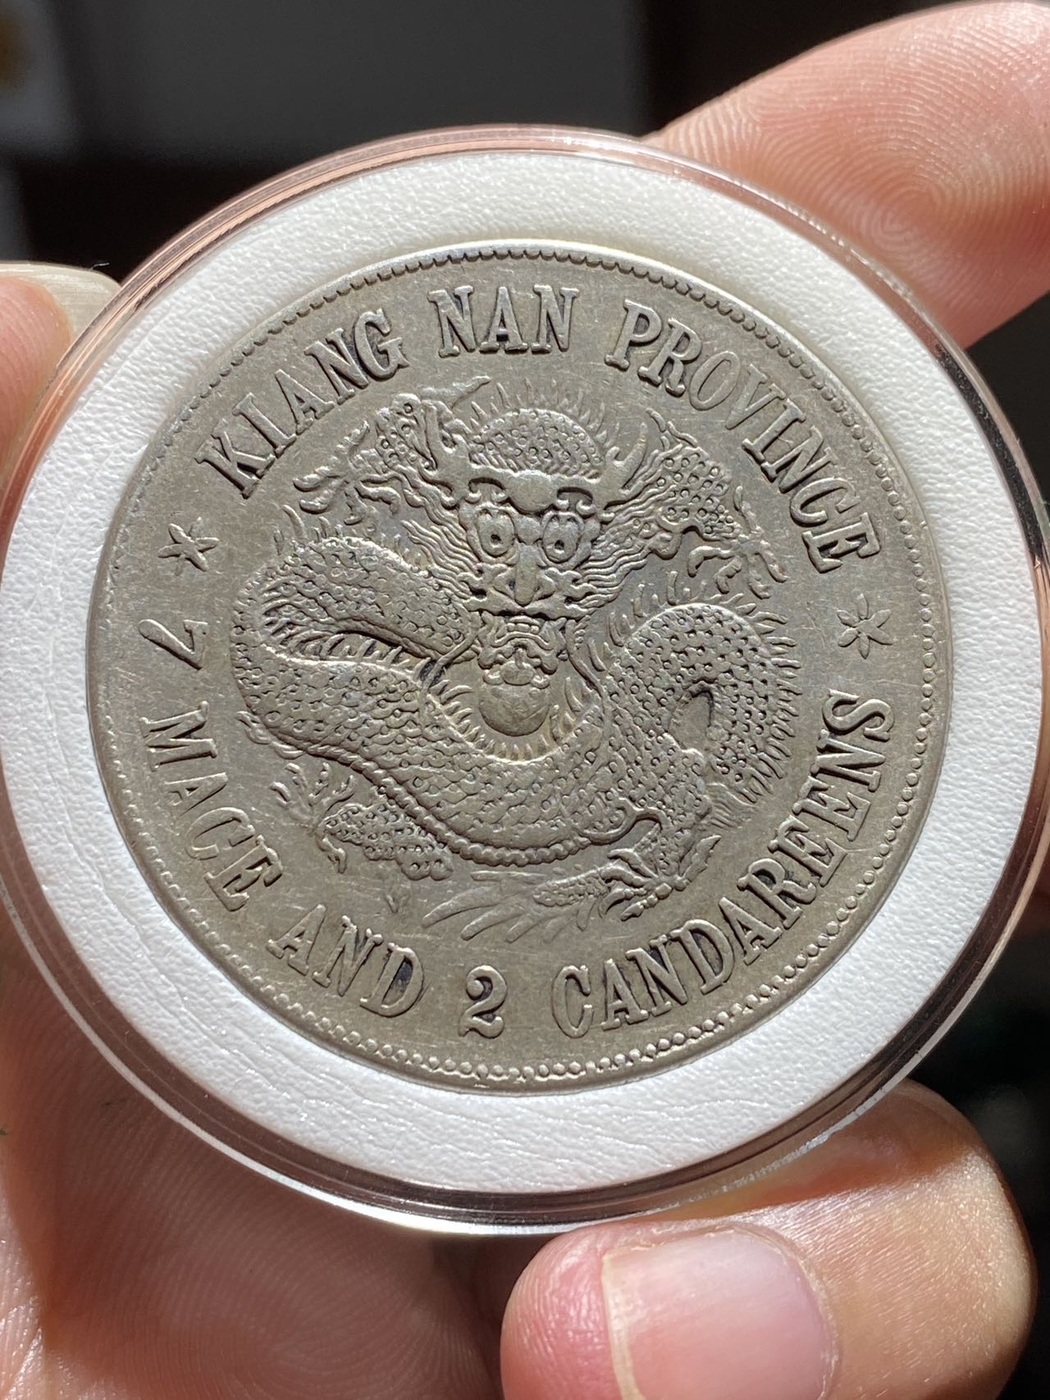 KIANG NAN PROVINCE
7 MACE AND 2 CANDAREENS